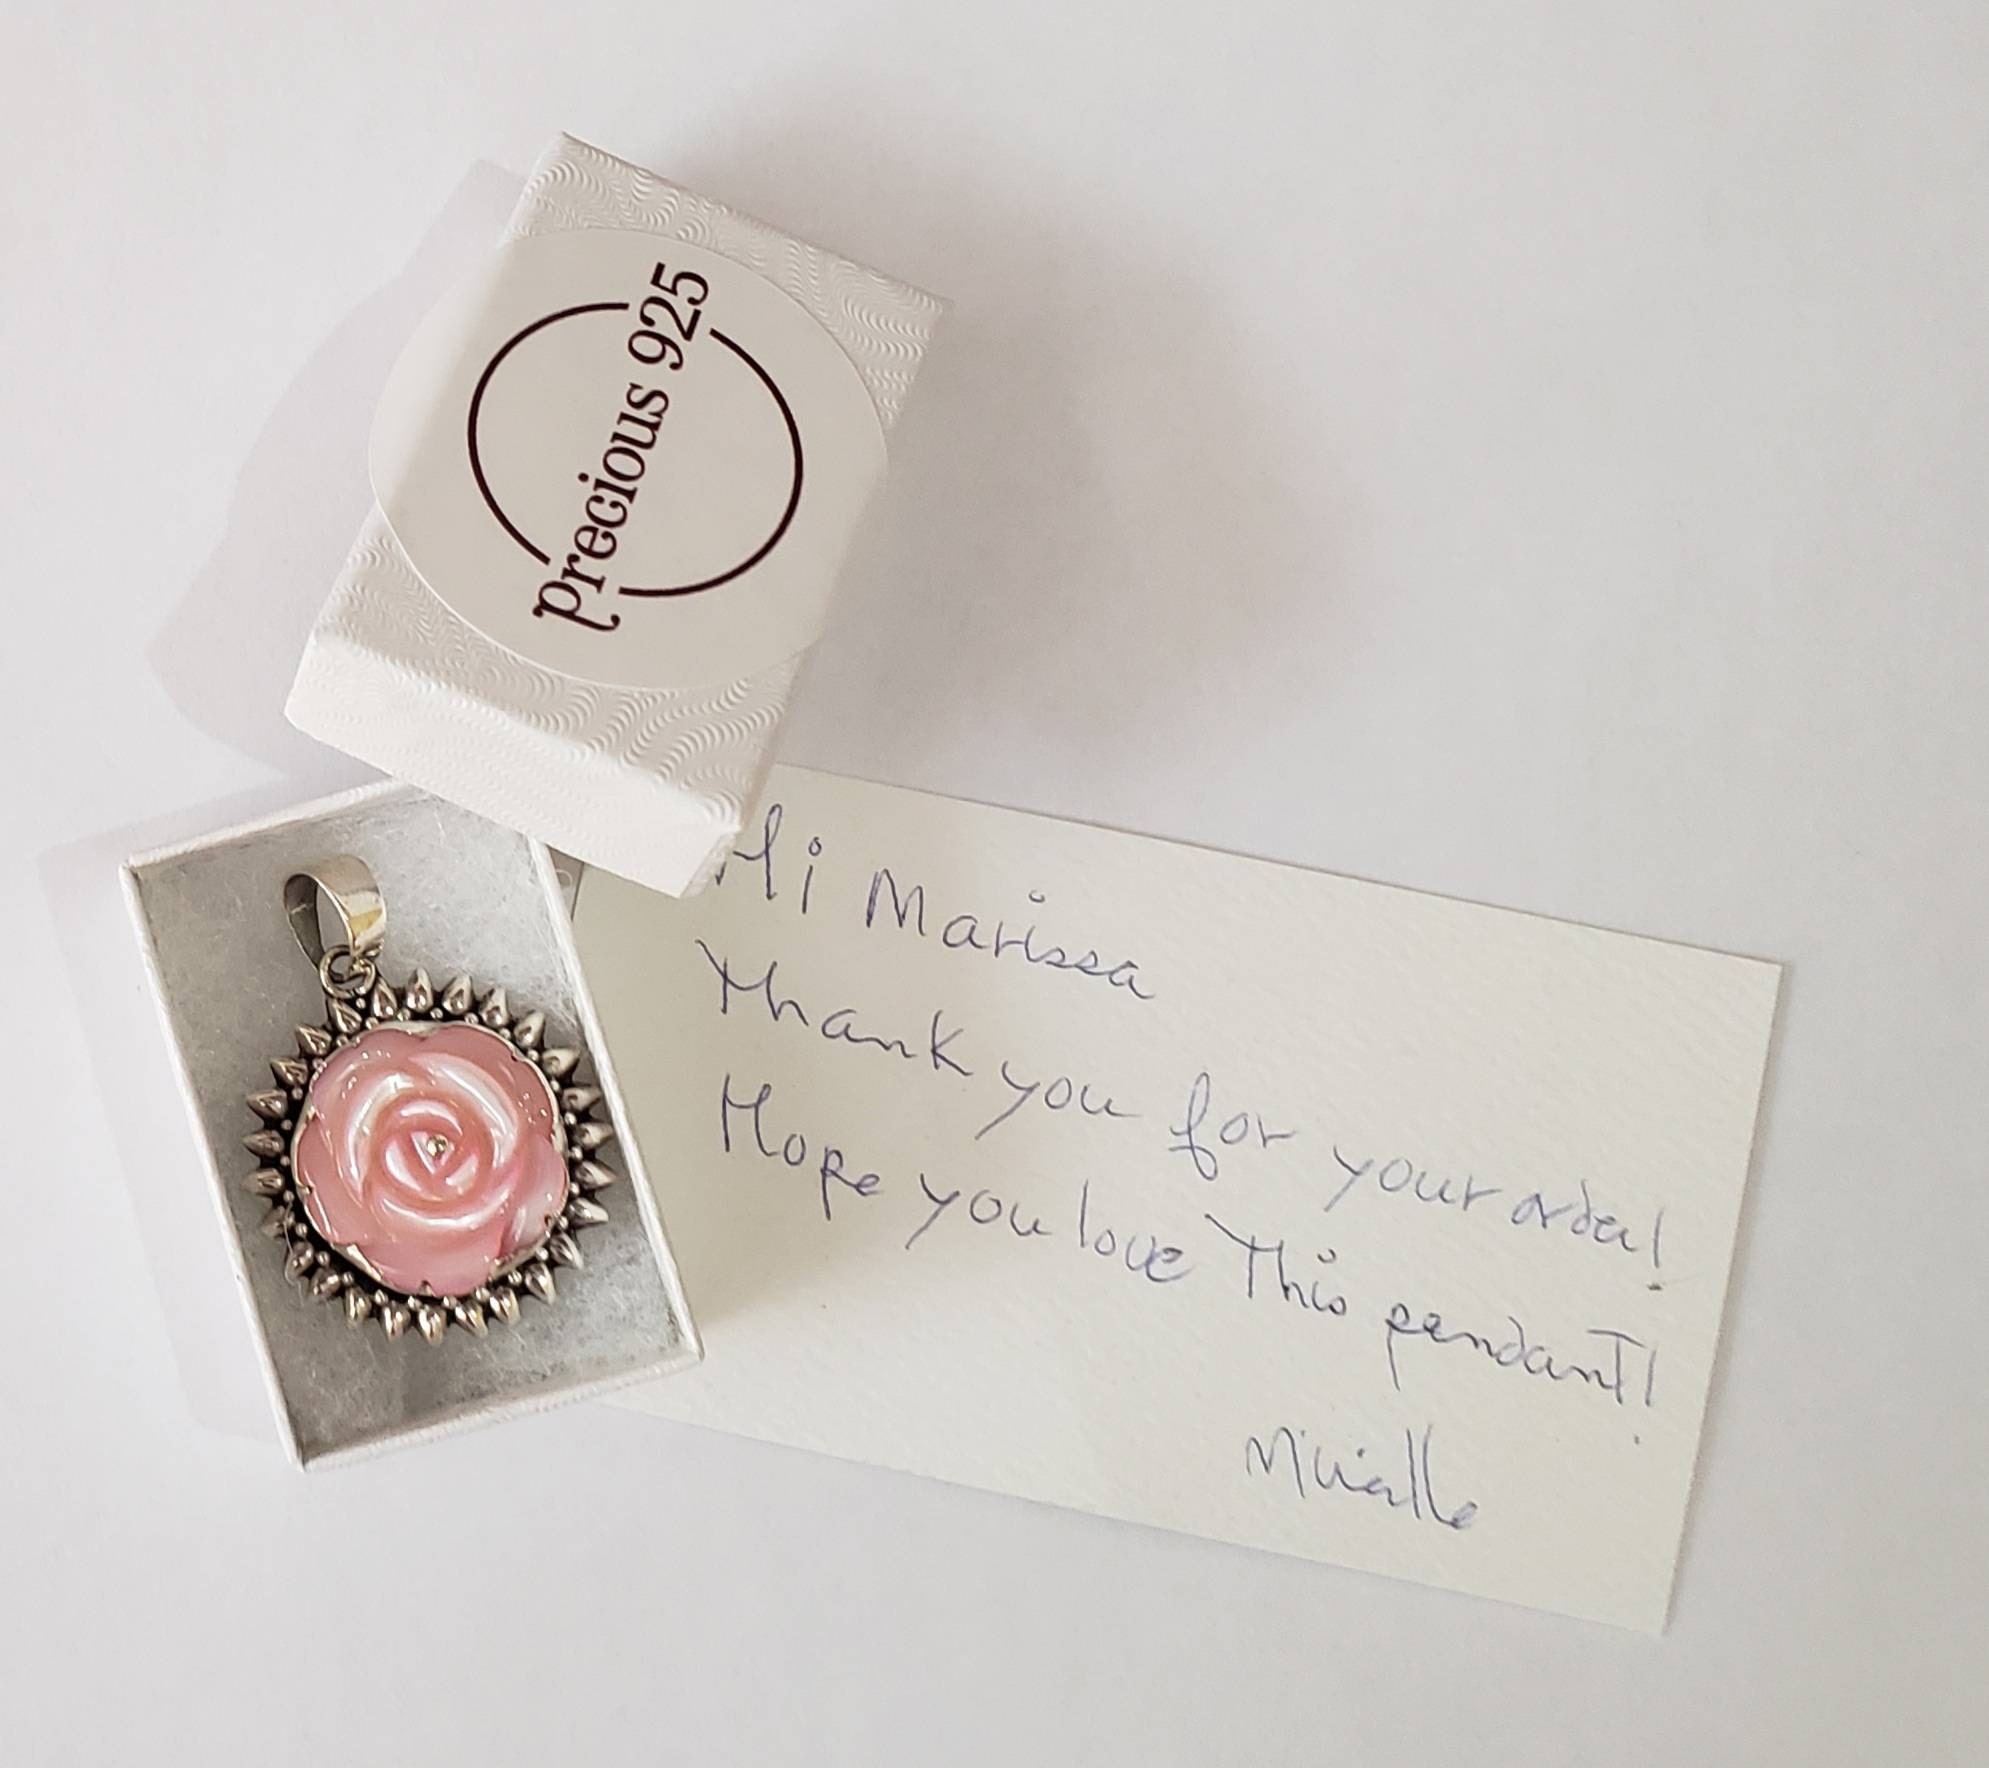 Precious 925
Hi Marissa
Thank you for your order!
Hope you love This pendant!